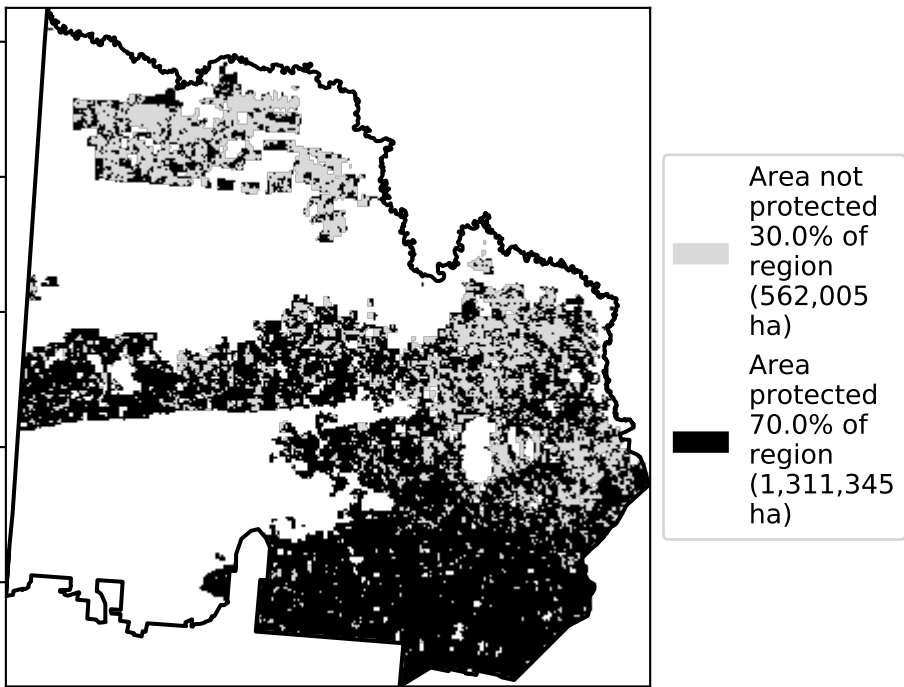 Area not
protected
30.0% of
region
(562,005
ha)
Area
protected
70.0% of
region
(1,311,345
ha)